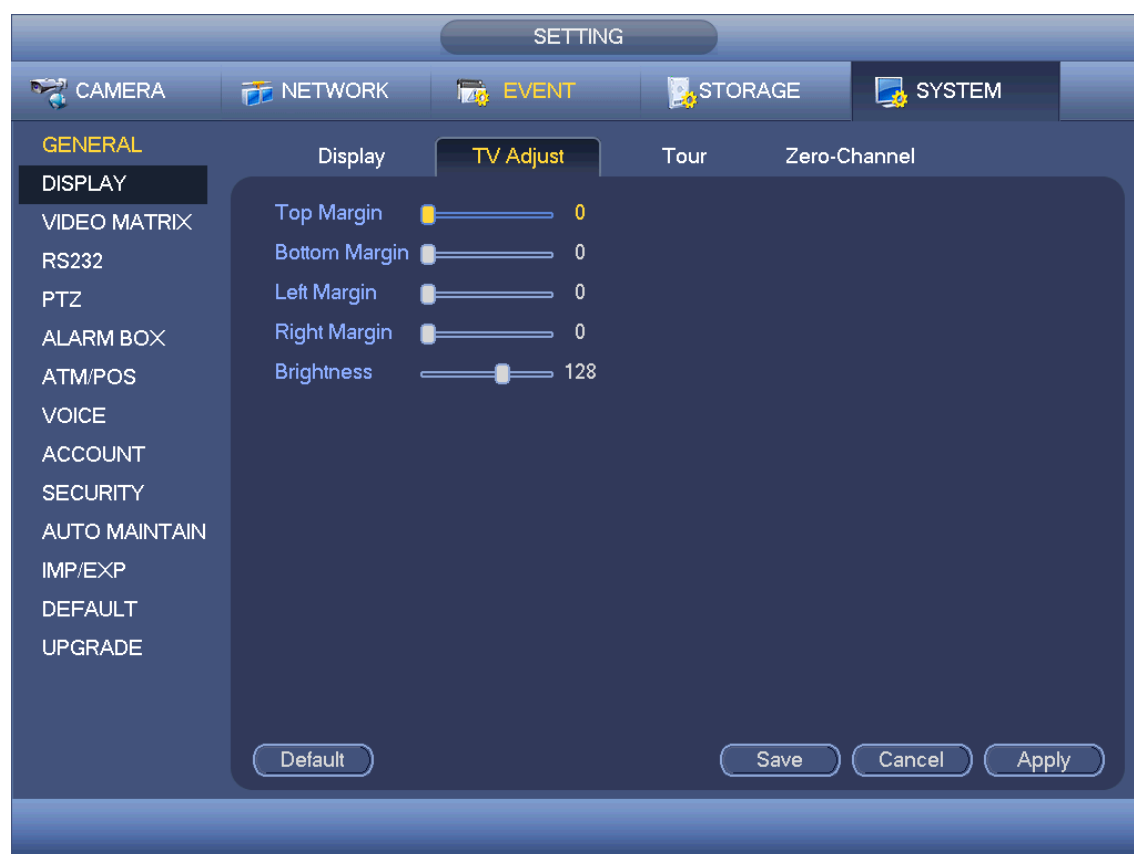 SETTING
CAMERA NETWORK EVENT STORAGE SYSTEM
GENERAL
DISPLAY
VIDEO MATRIX
RS232
PTZ
ALARM BOX
ATM/POS
VOICE
ACCOUNT
SECURITY
AUTO MAINTAIN
IMP/EXP
DEFAULT
UPGRADE
Display TV Adjust Tour Zero-Channel
Top Margin 0
Bottom Margin 0
Left Margin 0
Right Margin 0
Brightness 128
Default Save Cancel Apply